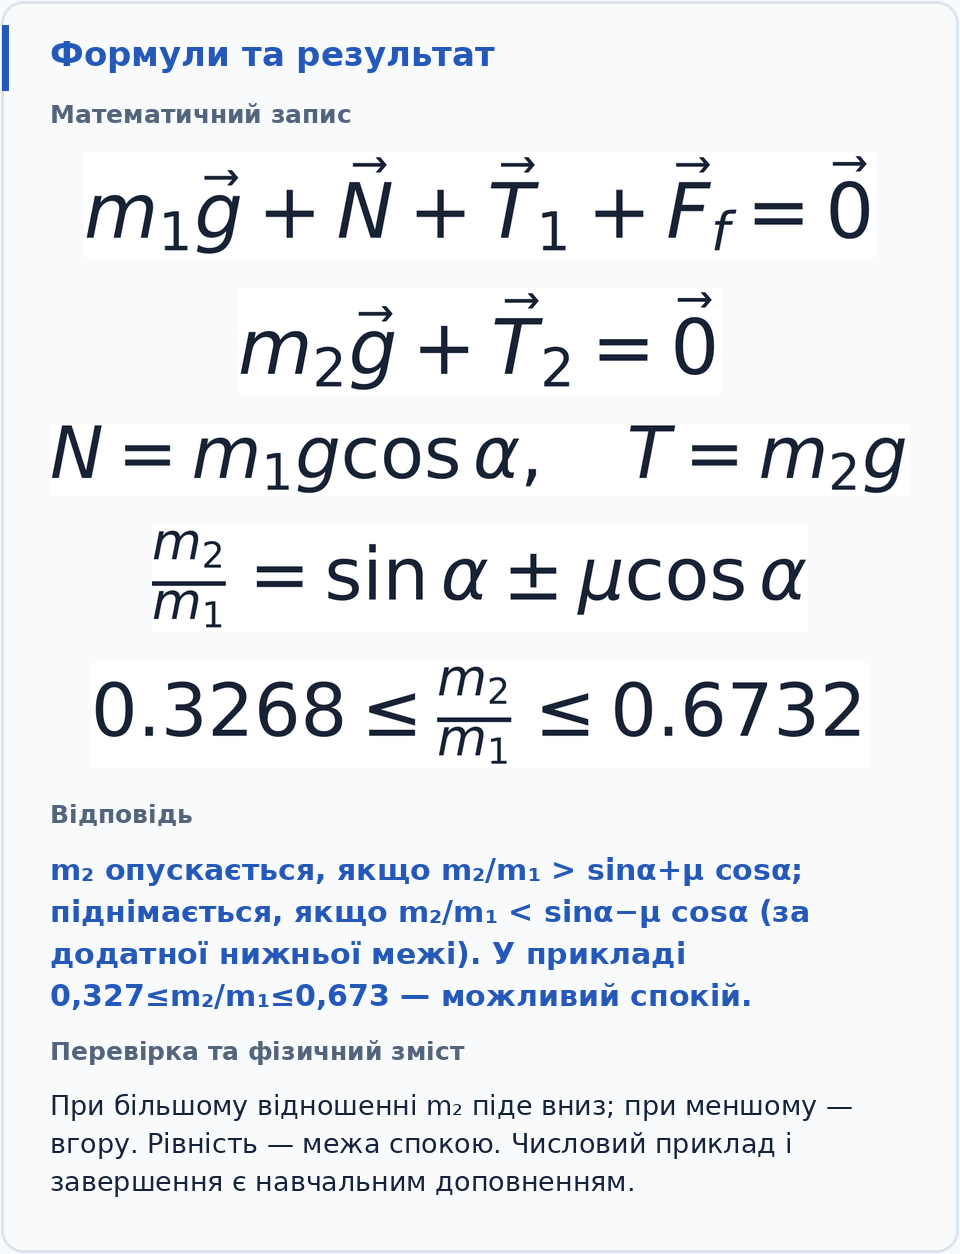 Формули та результат
Математичний запис
m₁g⃗ + N⃗ + T⃗₁ + F⃗_f = 0⃗
m₂g⃗ + T⃗₂ = 0⃗
N = m₁g cos α,   T = m₂g
m₂/m₁ = sin α ± μ cos α
0.3268 ≤ m₂/m₁ ≤ 0.6732
Відповідь
m₂ опускається, якщо m₂/m₁ > sinα+μ cosα;
піднімається, якщо m₂/m₁ < sinα−μ cosα (за
додатної нижньої межі). У прикладі
0,327≤m₂/m₁≤0,673 — можливий спокій.
Перевірка та фізичний зміст
При більшому відношенні m₂ піде вниз; при меншому —
вгору. Рівність — межа спокою. Числовий приклад і
завершення є навчальним доповненням.